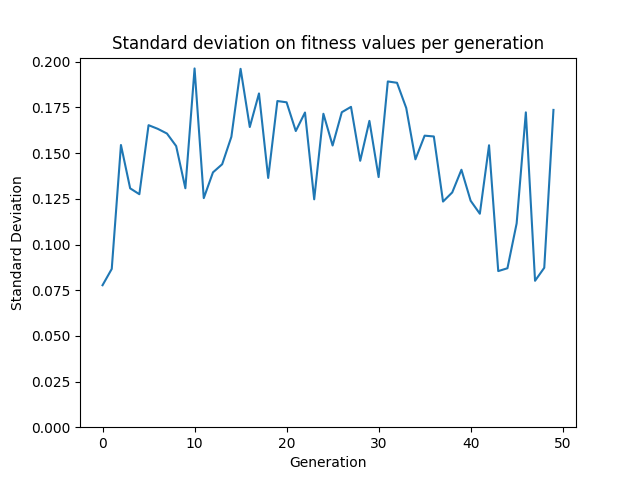 Standard deviation on fitness values per generation
0.200
0.175
0.150
0.125
0.100
0.075
0.050
0.025
0.000
Standard Deviation
0 10 20 30 40 50
Generation